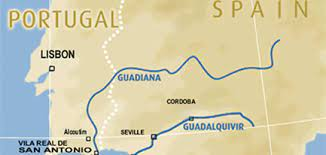 PORTUGAL
SPAIN
LISBON
GUADIANA
CORDOBA
Alcoutim
SEVILLE
GUADALQUIVIR
VILA REAL DE
SAN ANTONIO